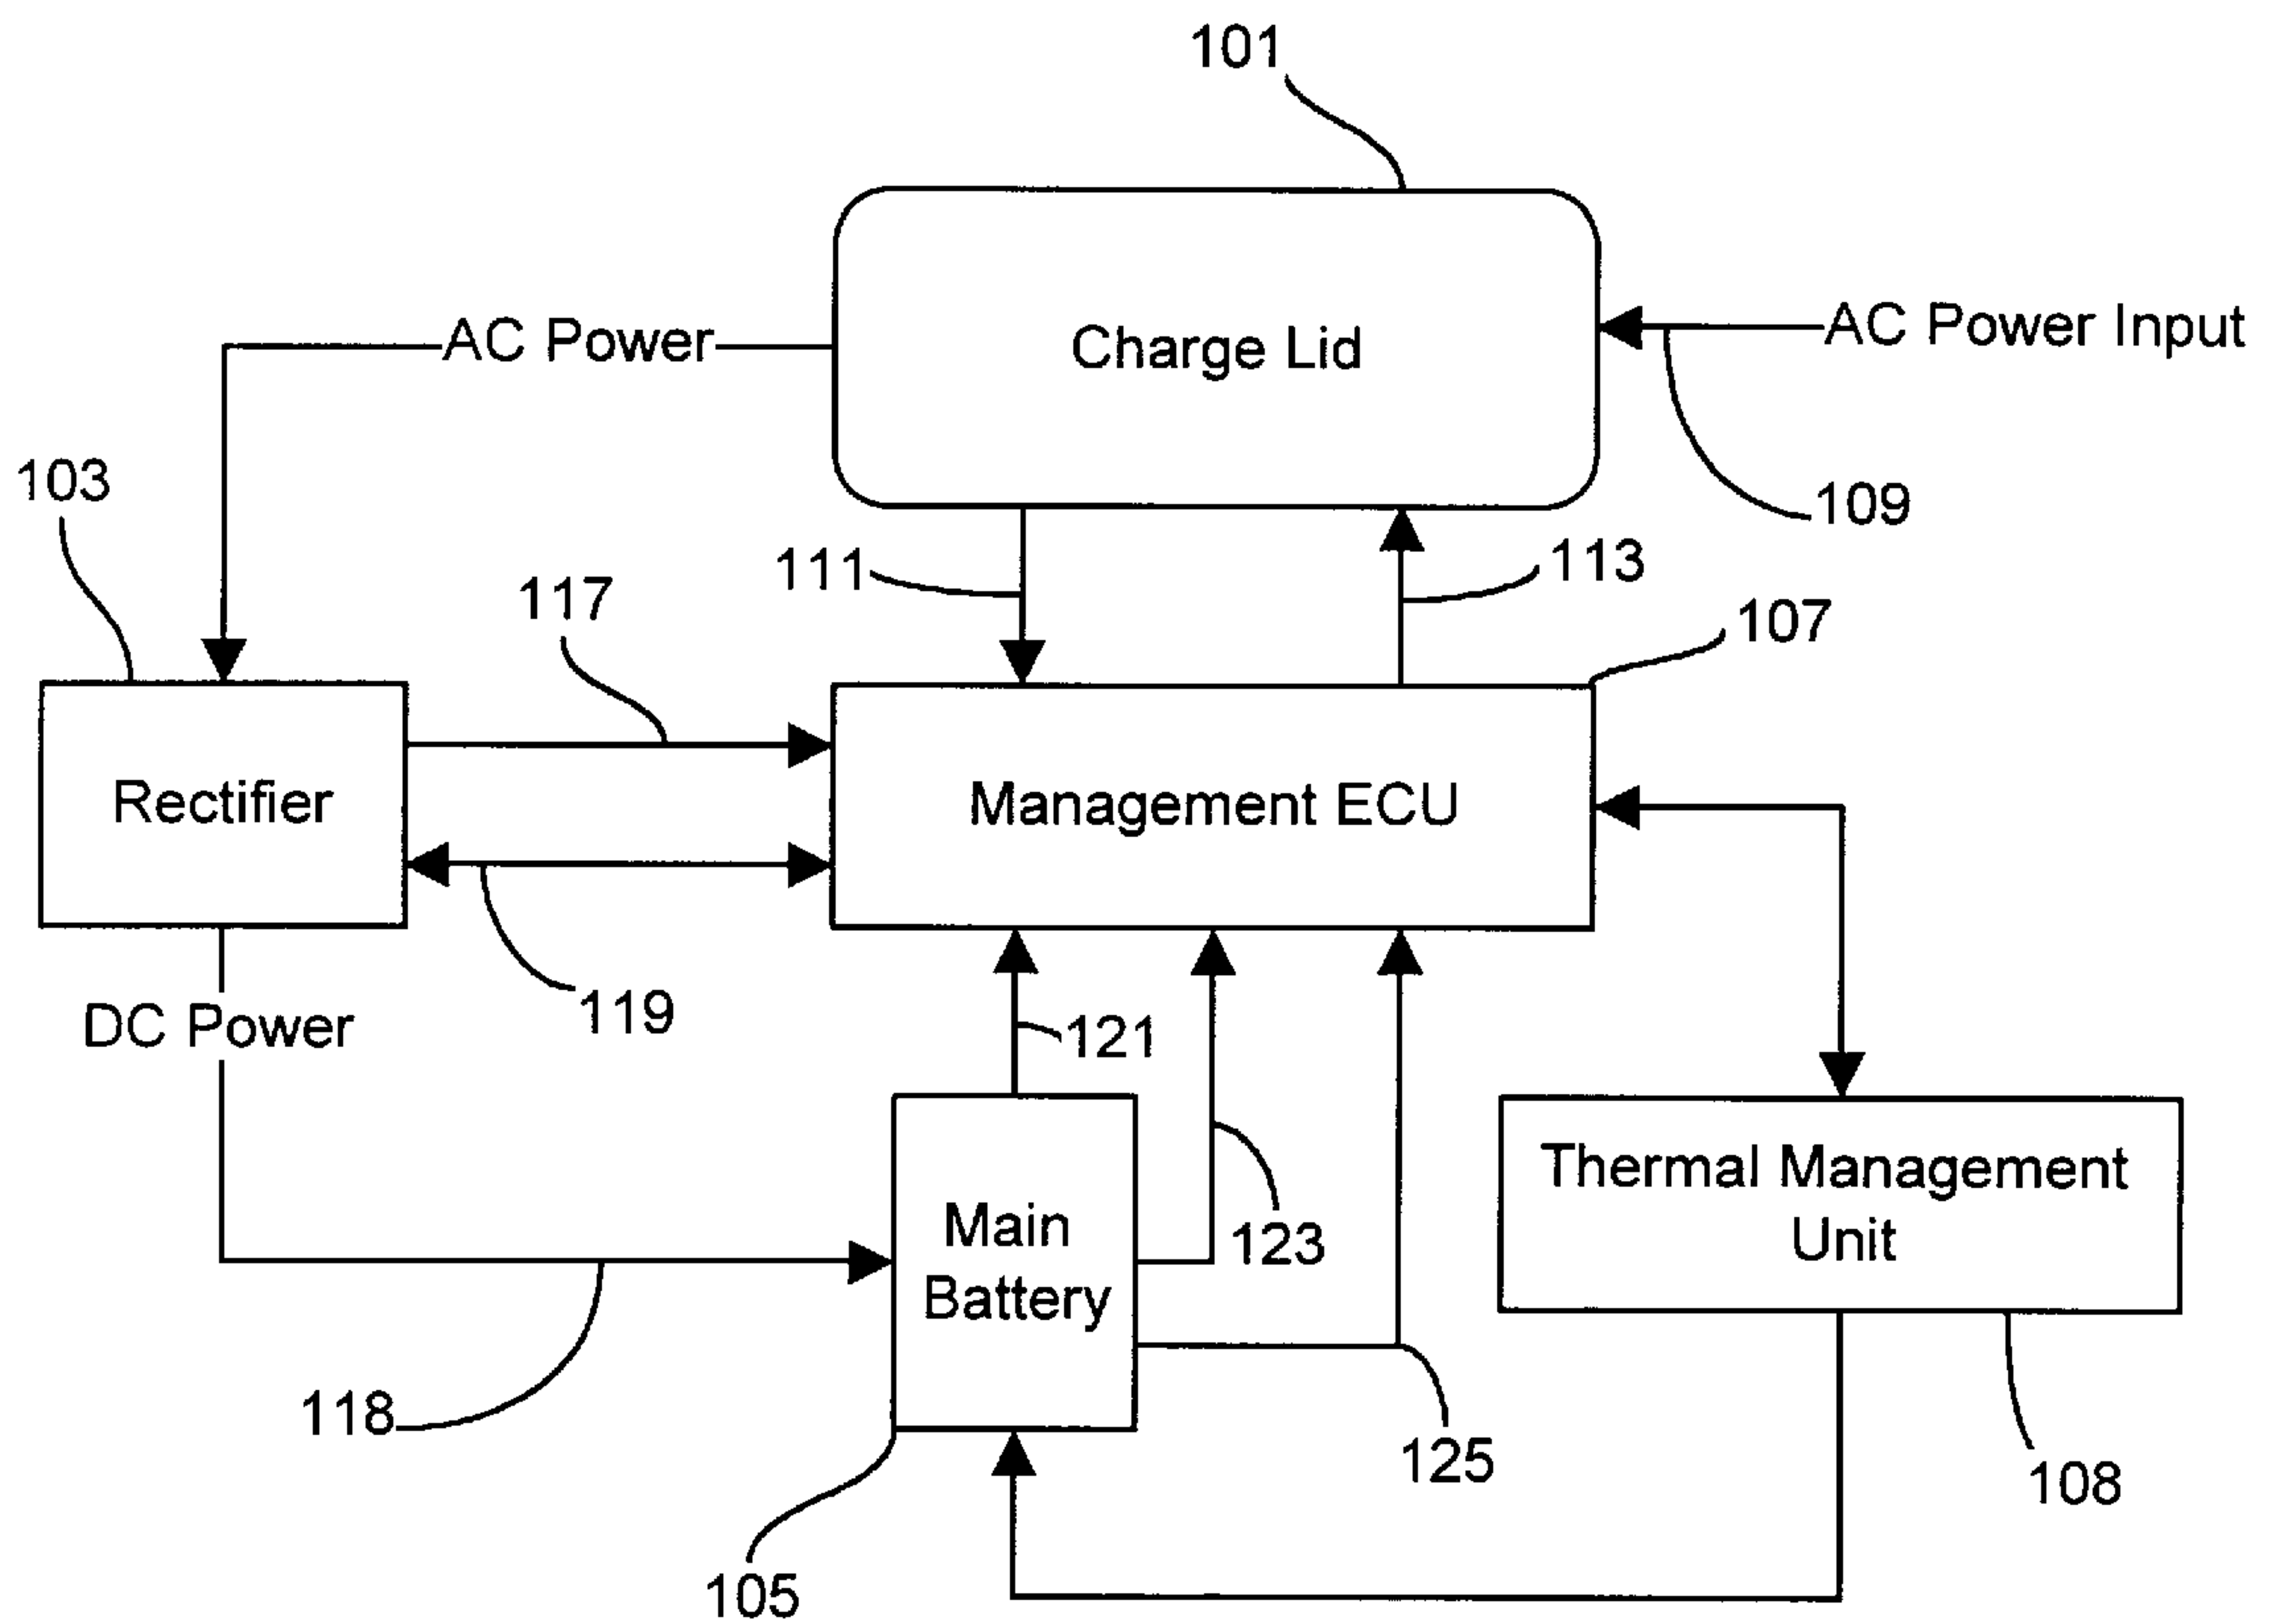 101
AC Power
Charge Lid
AC Power Input
103
109
111
113
117
107
Rectifier
Management ECU
119
DC Power
121
Thermal Management
Unit
Main
Battery
123
118
125
108
105